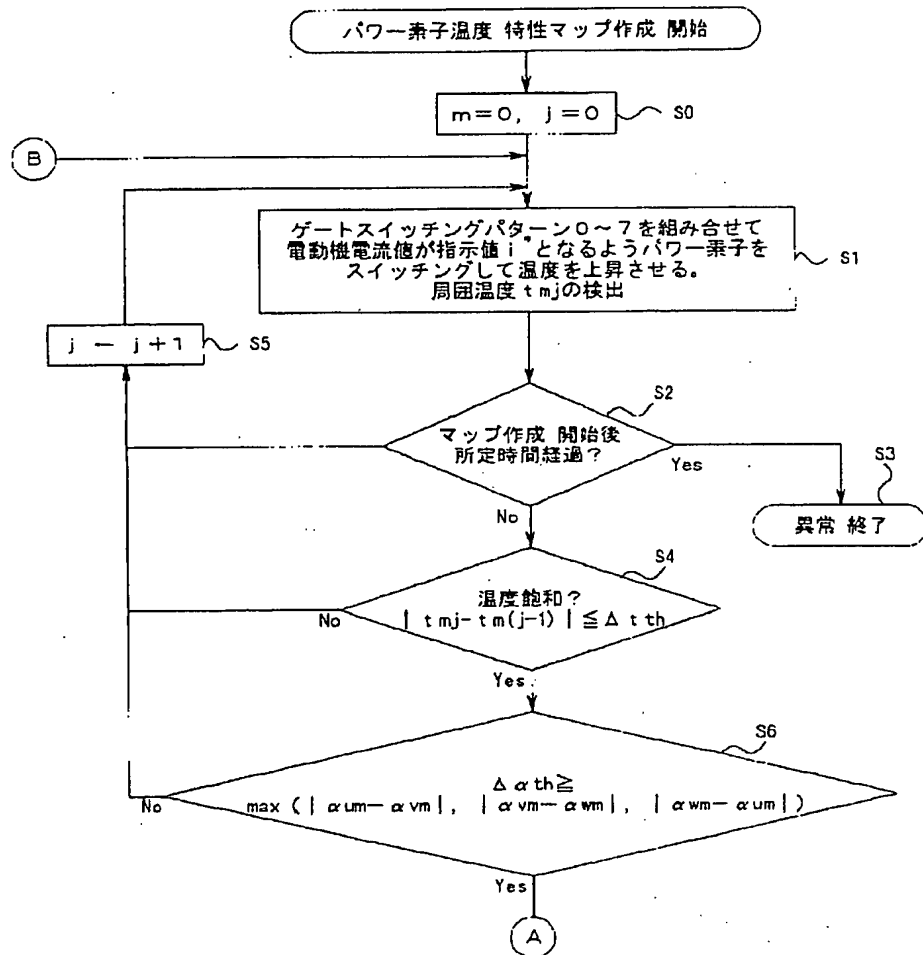 パワー素子温度 特性マップ作成 開始
m=0, j=0
S0
B
ゲートスイッチングパターン0〜7を組み合せて
電動機電流値が指示値i*となるようパワー素子を
スイッチングして温度を上昇させる。
周囲温度tmjの検出
S1
j ー j+1
S5
S2
マップ作成 開始後
所定時間経過?
Yes
S3
No
異常 終了
S4
温度飽和?
No
| tmj-tm(j-1) | ≦ Δ t th
Yes
S6
Δ α th≧
No
max ( | αum− αvm |, | αvm− αwm |, | αwm− αum | )
Yes
A